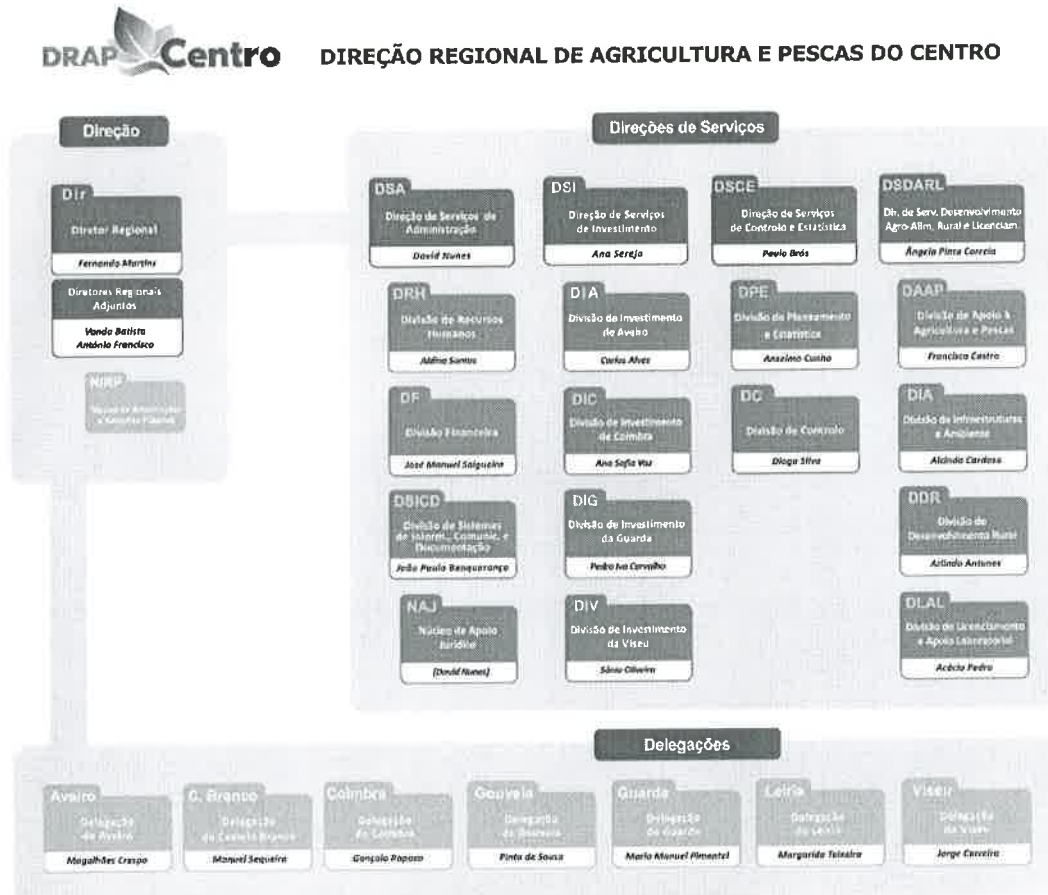 DRAP Centro
DIREÇÃO REGIONAL DE AGRICULTURA E PESCAS DO CENTRO
Direção
Dir
Diretor Regional
Fernando Martins
Diretores Regionais
Adjuntos
Vanda Batista
António Francisco
NIRP
Direções de Serviços
DSA
Direção de Serviços de
Administração
David Nunes
DSI
Direção de Serviços
de Investimento
Ana Sereja
DSCE
Direção de Serviços
de Controlo e Estatística
Paulo Brás
DSDARL
Dir. de Serv. Desenvolvimento
Agro-Alim, Rural e Licenciam.
Ângelo Pinto Correia
DRH
Divisão de Recursos
Humanos
Aldina Santos
DIA
Divisão de Investimento
de Aveiro
Carlos Alves
DPE
Divisão de Planeamento
e Estatística
Anselmo Cunho
DAAP
Divisão de Apoio à
Agricultura e Pescas
Francisco Castro
DF
Divisão Financeira
José Manuel Salgueiro
DIC
Divisão de Investimento
de Coimbra
Ana Sofia Vaz
DC
Divisão de Controlo
Diogo Silva
DIA
Divisão de Infraestruturas
e Ambiente
Alcindo Cardoso
DSICD
Divisão de Sistemas
de Inform., Comunic. e
Documentação
João Paulo Banquerança
DIG
Divisão de Investimento
da Guarda
Pedro Ivo Carvalho
DDR
Divisão de
Desenvolvimento Rural
Arlindo Antunes
NAJ
Núcleo de Apoio
Jurídico
(David Nunes)
DIV
Divisão de Investimento
da Viseu
Sónia Oliveira
DLAL
Divisão de Licenciamento
e Apoio Laboratorial
Acácio Pedro
Delegações
Aveiro
Delegação
de Aveiro
Magalhães Crespo
C. Branco
Delegação
de Castelo Branco
Manuel Sequeira
Coimbra
Delegação
de Coimbra
Gonçalo Raposo
Gouveia
Delegação
de Gouveia
Pinto de Sousa
Guarda
Delegação
da Guarda
Maria Manuel Pimentel
Leiria
Delegação
de Leiria
Margarida Teixeira
Viseu
Delegação
de Viseu
Jorge Carreira